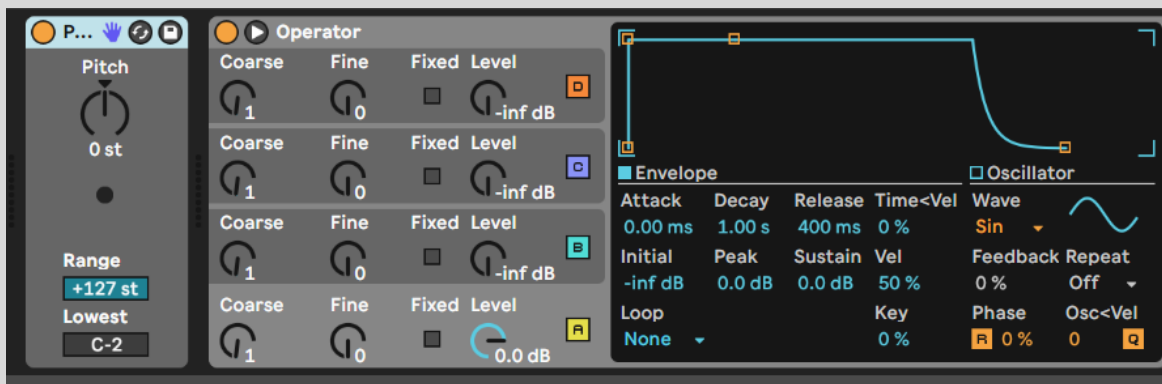 P...
Pitch
0 st
Range
+127 st
Lowest
C-2
Operator
Coarse Fine Fixed Level
1 0 -inf dB D
Coarse Fine Fixed Level
1 0 -inf dB C
Coarse Fine Fixed Level
1 0 -inf dB B
Coarse Fine Fixed Level
1 0 0.0 dB A
Envelope Oscillator
Attack Decay Release Time<Vel Wave
0.00 ms 1.00 s 400 ms 0 % Sin
Initial Peak Sustain Vel Feedback Repeat
-inf dB 0.0 dB 0.0 dB 50 % 0 % Off
Loop Key Phase Osc<Vel
None 0 % R 0 % 0 Q